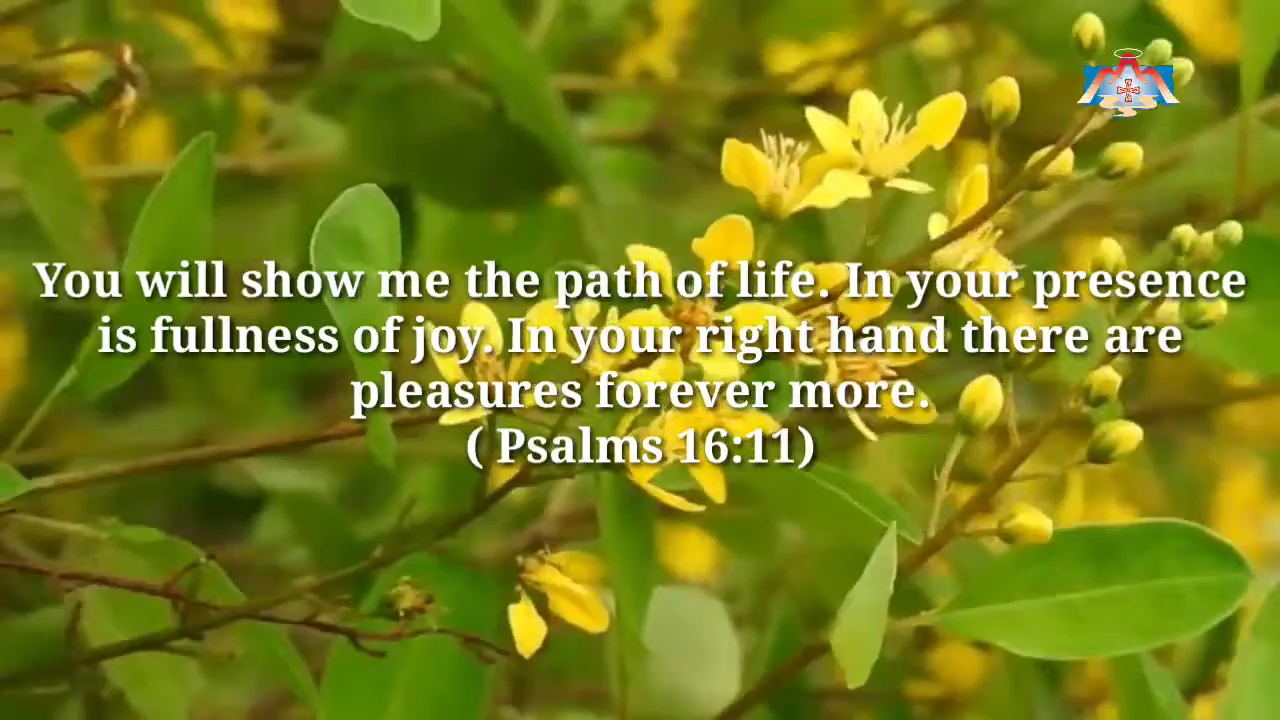 You will show me the path of life. In your presence
is fullness of joy. In your right hand there are
pleasures forever more.
( Psalms 16:11)